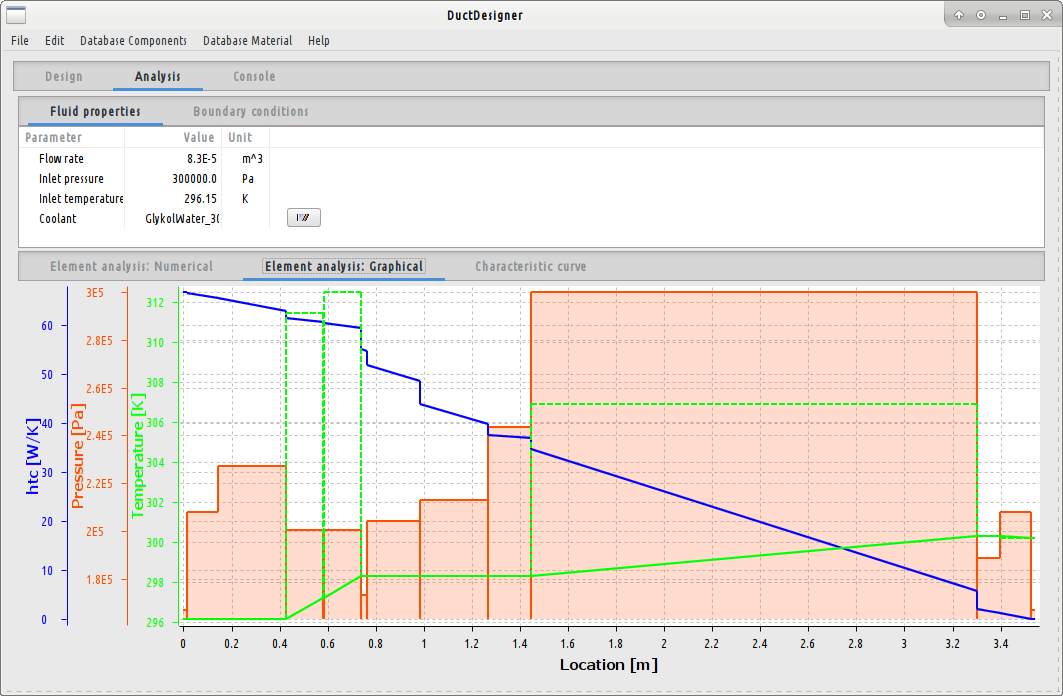 DuctDesigner
File Edit Database Components Database Material Help
Design Analysis Console
Fluid properties Boundary conditions
Parameter Value Unit
Flow rate 8.3E-5 m^3
Inlet pressure 300000.0 Pa
Inlet temperature 296.15 K
Coolant GlykolWater_30
Element analysis: Numerical Element analysis: Graphical Characteristic curve
htc [W/K]
60
50
40
30
20
10
0
Pressure [Pa]
3E5
2.8E5
2.6E5
2.4E5
2.2E5
2E5
1.8E5
Temperature [K]
312
310
308
306
304
302
300
298
296
0 0.2 0.4 0.6 0.8 1 1.2 1.4 1.6 1.8 2 2.2 2.4 2.6 2.8 3 3.2 3.4
Location [m]